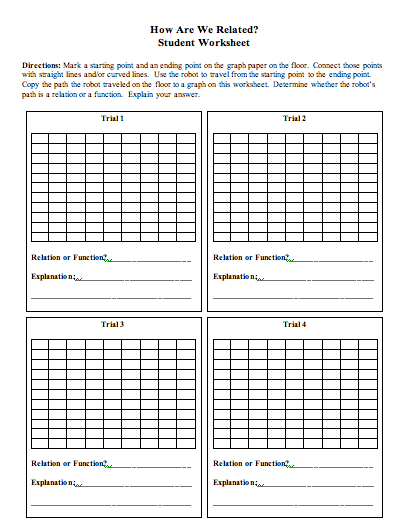 How Are We Related?
Student Worksheet
Directions: Mark a starting point and an ending point on the graph paper on the floor. Connect those points
with straight lines and/or curved lines. Use the robot to travel from the starting point to the ending point.
Copy the path the robot traveled on the floor to a graph on this worksheet. Determine whether the robot's
path is a relation or a function. Explain your answer.
Trial 1
Relation or Function?
Explanation:
Trial 2
Relation or Function?
Explanation:
Trial 3
Relation or Function?
Explanation:
Trial 4
Relation or Function?
Explanation: